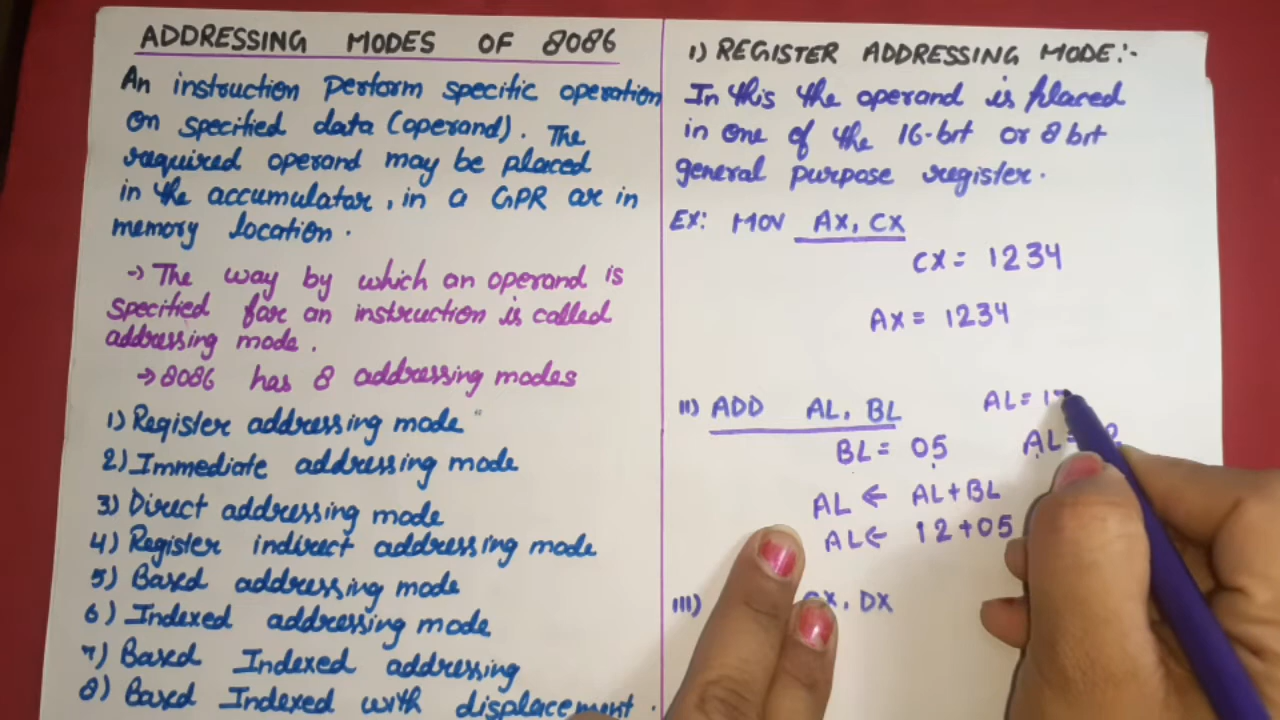 ADDRESSING MODES OF 8086
An instruction perform specific operation
on specified data (operand). The
required operand may be placed
in the accumulator, in a GPR or in
memory location.
→ The way by which an operand is
specified for an instruction is called
addressing mode.
→ 8086 has 8 addressing modes
1) Register addressing mode
2) Immediate addressing mode
3) Direct addressing mode
4) Register indirect addressing mode
5) Based addressing mode
6) Indexed addressing mode
7) Based Indexed addressing
8) Based Indexed with displacement.
1) REGISTER ADDRESSING MODE:-
In this the operand is placed
in one of the 16-bit or 8 bit
general purpose register.
EX: MOV AX, CX
CX = 1234
AX = 1234
II) ADD AL, BL AL = 17
BL = 05 AL =
AL ← AL+BL
AL ← 12+05
III) DX